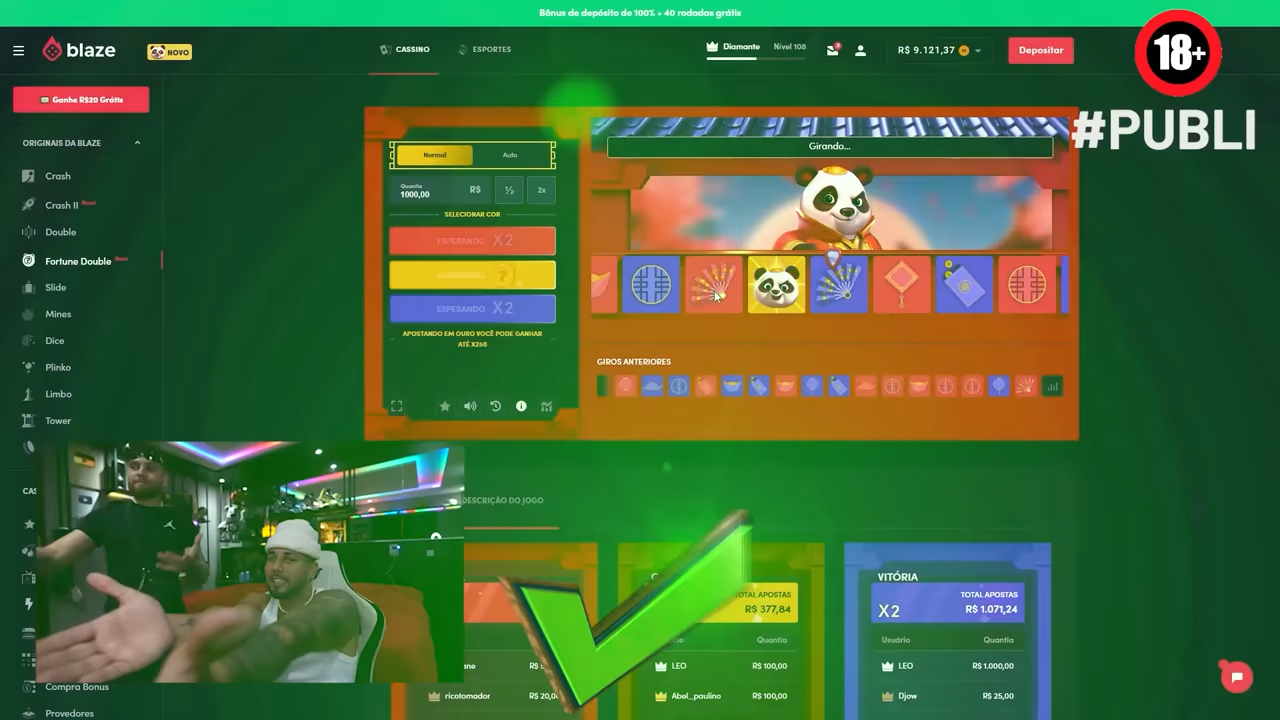 Bônus de depósito de 100% + 40 rodadas grátis
blaze
NOVO
CASSINO
ESPORTES
Diamante
Nível 108
R$ 9.121,37
Depositar
18+
#PUBLI
Ganhe R$20 Grátis
ORIGINAIS DA BLAZE
Crash
Crash II
Double
Fortune Double
Slide
Mines
Dice
Plinko
Limbo
Tower
CAS
Compra Bonus
Provedores
Normal
Auto
Quantia
1000,00
R$
½
2x
SELECIONAR COR
ESPERANDO X2
ESPERANDO X2
APOSTANDO EM OURO VOCÊ PODE GANHAR
ATÉ X250
Girando...
GIROS ANTERIORES
DESCRIÇÃO DO JOGO
TOTAL APOSTAS
R$ 377,84
Quantia
LEO
R$ 100,00
Abel_paulino
R$ 100,00
ricotomador
R$ 20,00
VITÓRIA
X2
TOTAL APOSTAS
R$ 1.071,24
Usuário
Quantia
LEO
R$ 1.000,00
Djow
R$ 25,00